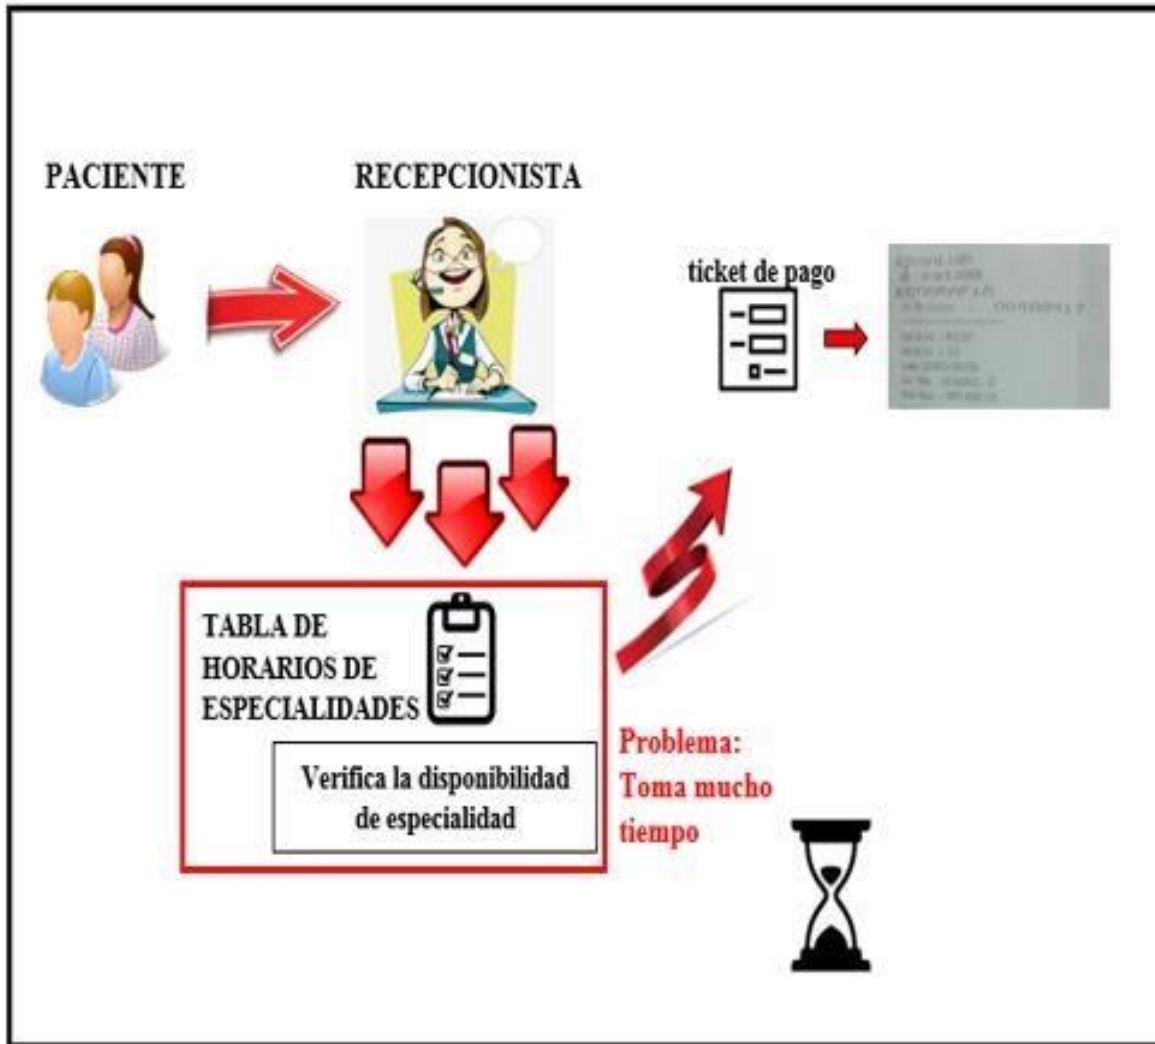 PACIENTE
RECEPCIONISTA
ticket de pago
TABLA DE
HORARIOS DE
ESPECIALIDADES
Verifica la disponibilidad
de especialidad
Problema:
Toma mucho
tiempo